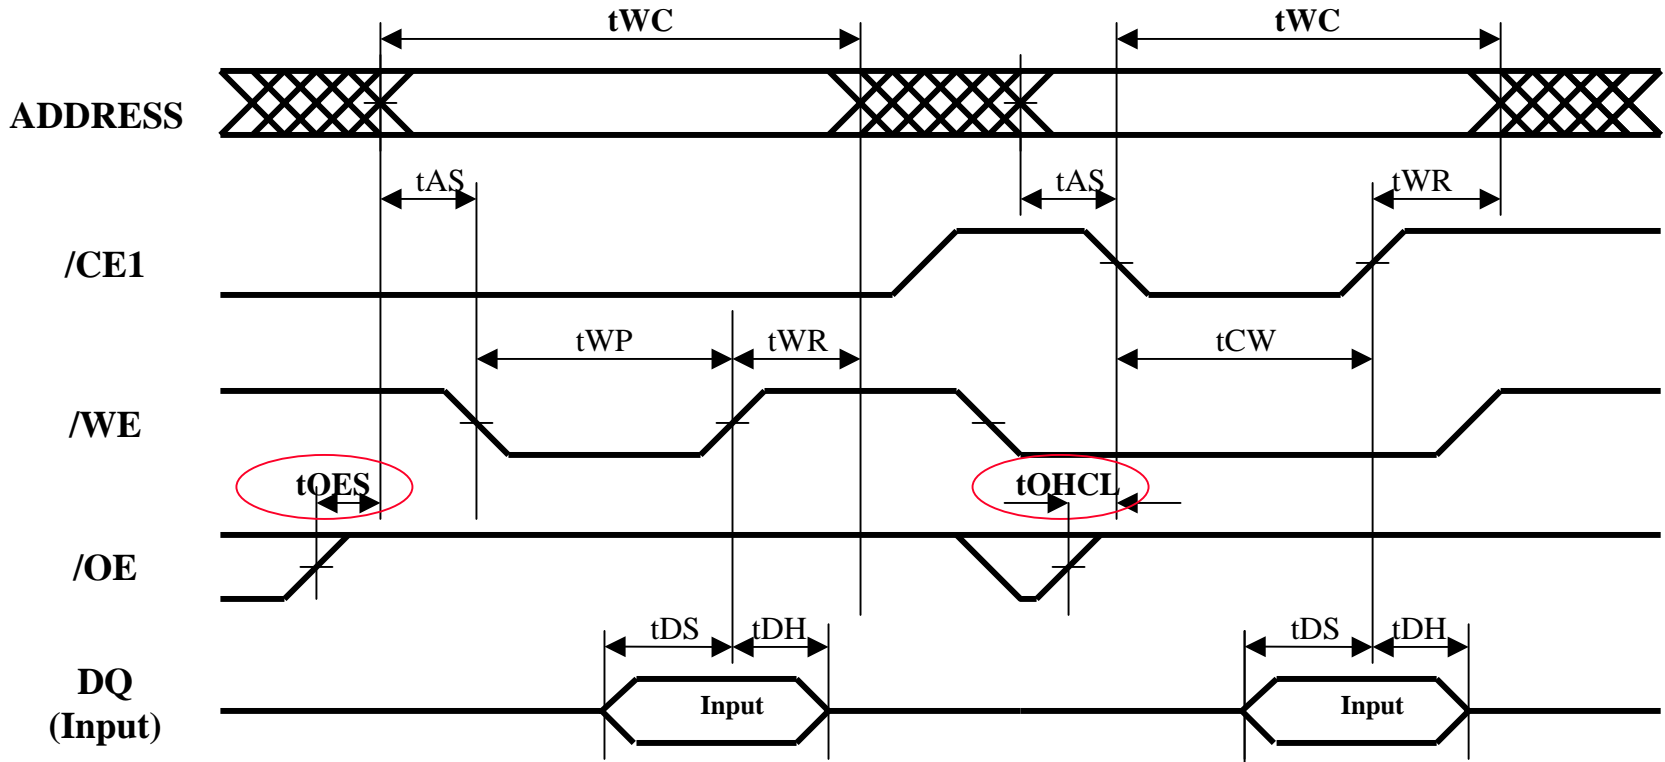 tWC tWC
ADDRESS
tAS tAS tWR
/CE1
tWP tWR tCW
/WE
tOES tOHCL
/OE
tDS tDH tDS tDH
DQ
(Input)
Input Input